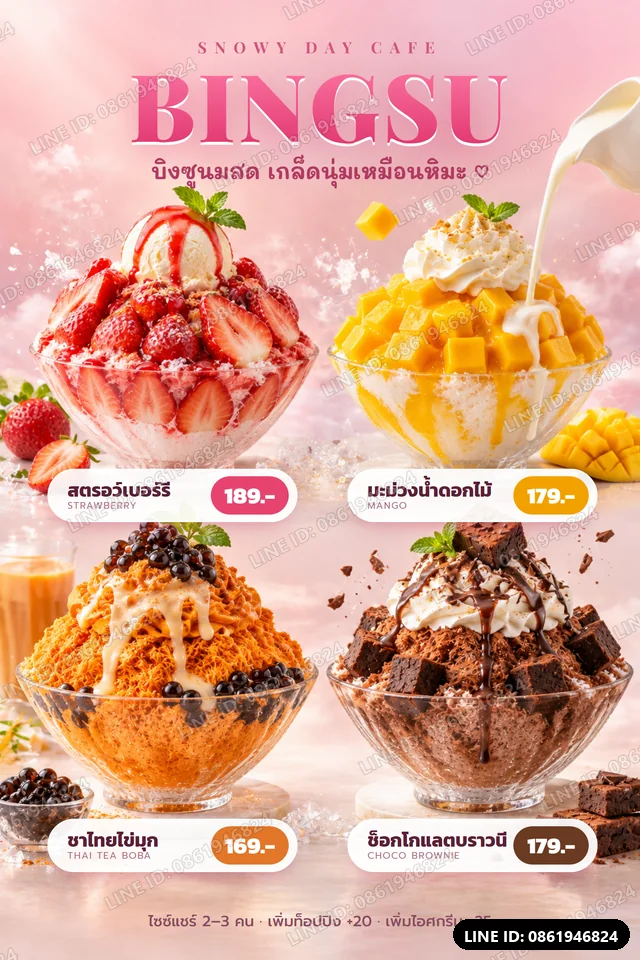 SNOWY DAY CAFE
BINGSU
บิงซูนมสด เกล็ดนุ่มเหมือนหิมะ ♡
สตรอว์เบอร์รี
STRAWBERRY
189.-
มะม่วงน้ำดอกไม้
MANGO
179.-
ชาไทยไข่มุก
THAI TEA BOBA
169.-
ช็อกโกแลตบราวนี
CHOCO BROWNIE
179.-
ไซซ์แชร์ 2–3 คน · เพิ่มท็อปปิง +20 · เพิ่มไอศกรีม
LINE ID: 0861946824